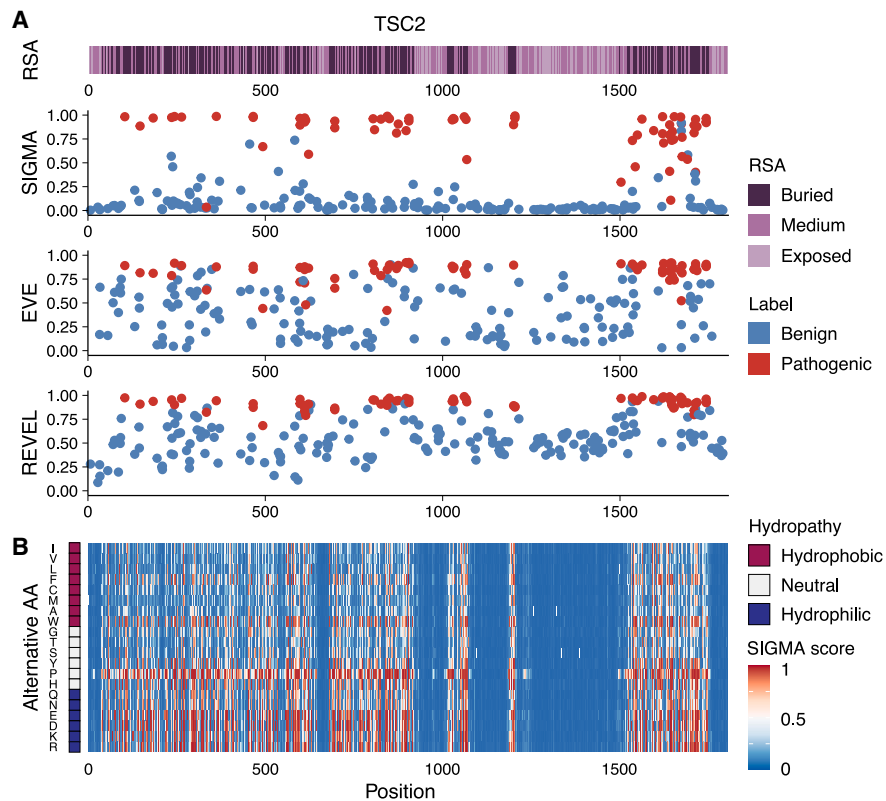 A
TSC2
RSA
0 500 1000 1500
SIGMA
1.00
0.75
0.50
0.25
0.00
0 500 1000 1500
EVE
1.00
0.75
0.50
0.25
0.00
0 500 1000 1500
REVEL
1.00
0.75
0.50
0.25
0.00
0 500 1000 1500
RSA
Buried
Medium
Exposed
Label
Benign
Pathogenic
B
Alternative AA
I
V
L
F
C
M
A
W
G
T
S
Y
P
H
Q
N
E
D
K
R
0 500 1000 1500
Position
Hydropathy
Hydrophobic
Neutral
Hydrophilic
SIGMA score
1
0.5
0